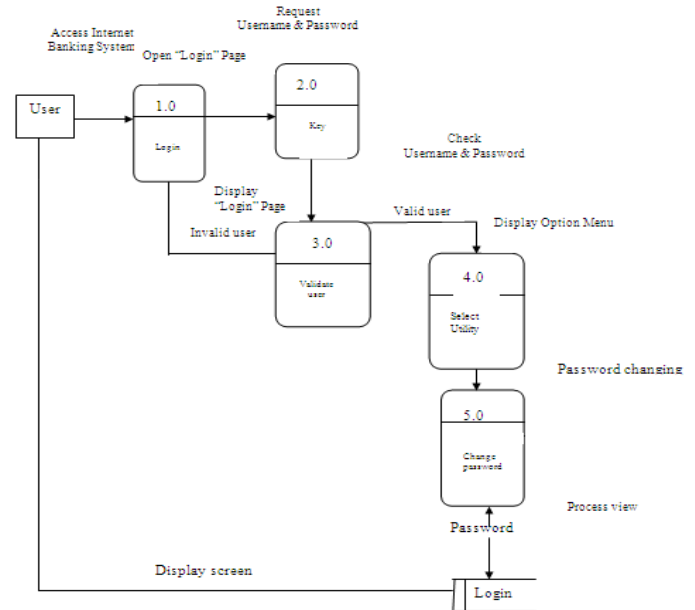 Request
Username & Password
Access Internet
Banking System
Open “Login” Page
User
1.0
Login
2.0
Key
Check
Username & Password
Display
“Login” Page
Invalid user
Valid user
Display Option Menu
3.0
Validate
user
4.0
Select
Utility
Password changing
5.0
Change
password
Process view
Password
Display screen
Login